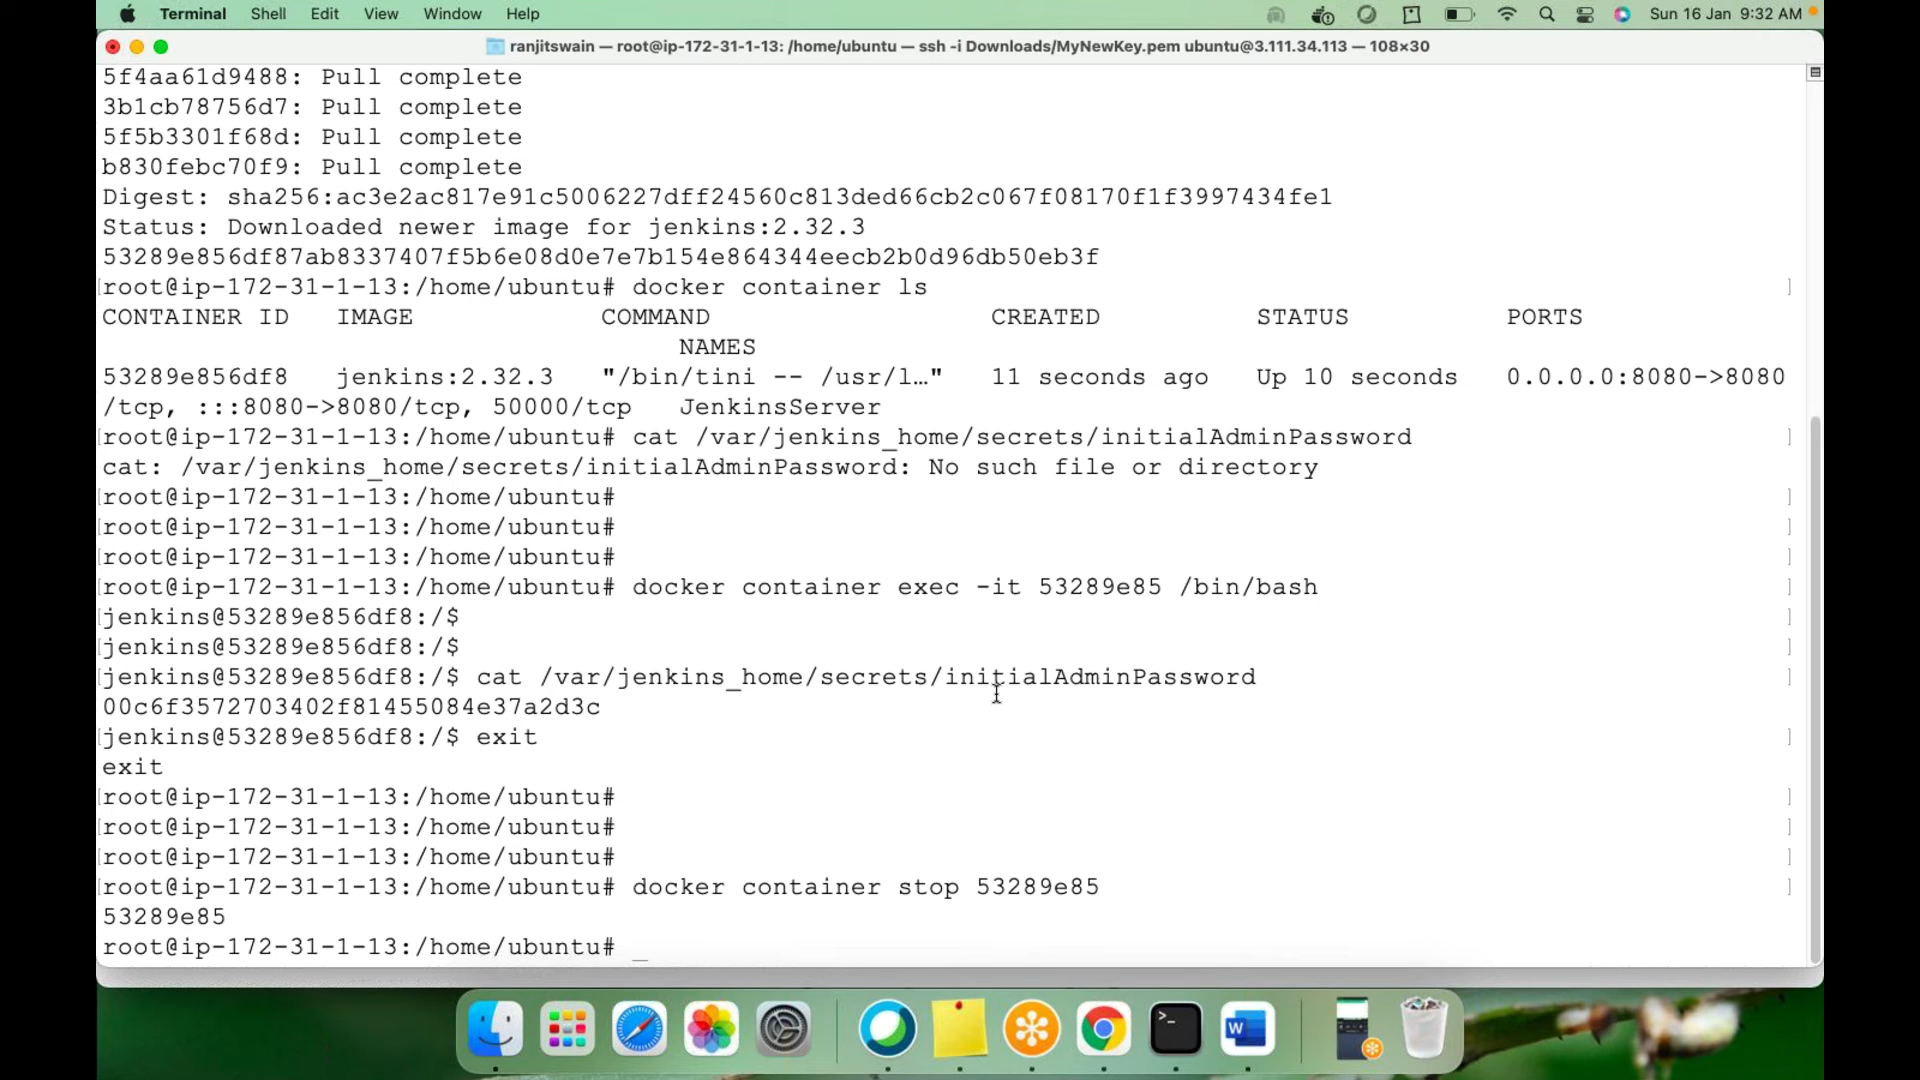 Terminal Shell Edit View Window Help Sun 16 Jan 9:32 AM
ranjitswain — root@ip-172-31-1-13: /home/ubuntu — ssh -i Downloads/MyNewKey.pem ubuntu@3.111.34.113 — 108×30
5f4aa61d9488: Pull complete
3b1cb78756d7: Pull complete
5f5b3301f68d: Pull complete
b830febc70f9: Pull complete
Digest: sha256:ac3e2ac817e91c5006227dff24560c813ded66cb2c067f08170f1f3997434fe1
Status: Downloaded newer image for jenkins:2.32.3
53289e856df87ab8337407f5b6e08d0e7e7b154e864344eecb2b0d96db50eb3f
[root@ip-172-31-1-13:/home/ubuntu# docker container ls ]
CONTAINER ID IMAGE COMMAND CREATED STATUS PORTS
NAMES
53289e856df8 jenkins:2.32.3 "/bin/tini -- /usr/l…" 11 seconds ago Up 10 seconds 0.0.0.0:8080->8080
/tcp, :::8080->8080/tcp, 50000/tcp JenkinsServer
[root@ip-172-31-1-13:/home/ubuntu# cat /var/jenkins_home/secrets/initialAdminPassword ]
cat: /var/jenkins_home/secrets/initialAdminPassword: No such file or directory
[root@ip-172-31-1-13:/home/ubuntu# ]
[root@ip-172-31-1-13:/home/ubuntu# ]
[root@ip-172-31-1-13:/home/ubuntu# ]
[root@ip-172-31-1-13:/home/ubuntu# docker container exec -it 53289e85 /bin/bash ]
[jenkins@53289e856df8:/$ ]
[jenkins@53289e856df8:/$ ]
[jenkins@53289e856df8:/$ cat /var/jenkins_home/secrets/initialAdminPassword ]
00c6f3572703402f81455084e37a2d3c
[jenkins@53289e856df8:/$ exit ]
exit
[root@ip-172-31-1-13:/home/ubuntu# ]
[root@ip-172-31-1-13:/home/ubuntu# ]
[root@ip-172-31-1-13:/home/ubuntu# ]
[root@ip-172-31-1-13:/home/ubuntu# docker container stop 53289e85 ]
53289e85
root@ip-172-31-1-13:/home/ubuntu# _
>_ W